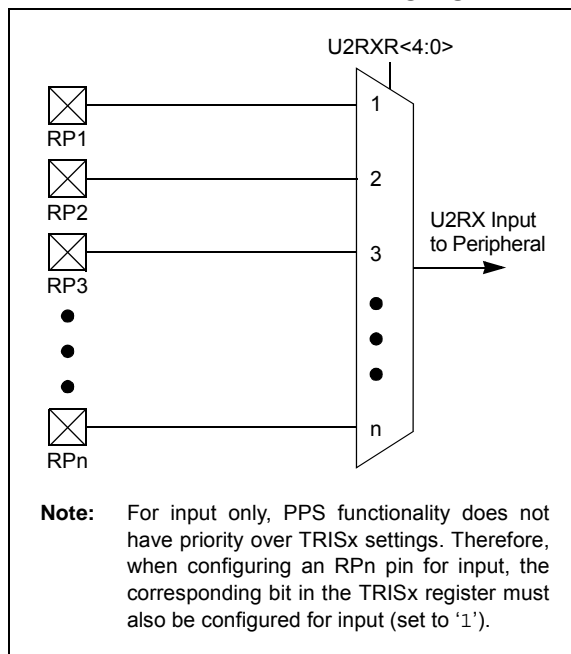 U2RXR<4:0>
RP1
1
RP2
2
RP3
3
U2RX Input
to Peripheral
RPn
n
Note: For input only, PPS functionality does not
have priority over TRISx settings. Therefore,
when configuring an RPn pin for input, the
corresponding bit in the TRISx register must
also be configured for input (set to ‘1’).